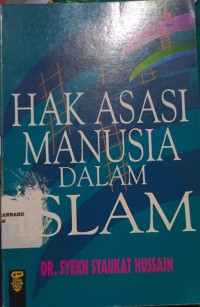 HAK ASASI
MANUSIA
DALAM
ISLAM
DR. SYEKH SYAUKAT HUSSAIN